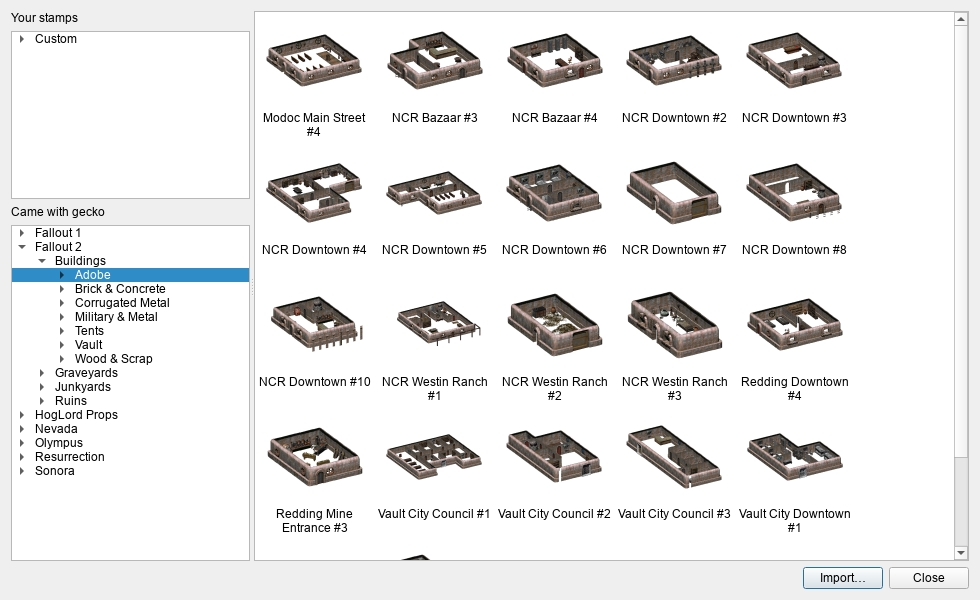 Your stamps
Custom
Came with gecko
Fallout 1
Fallout 2
Buildings
Adobe
Brick & Concrete
Corrugated Metal
Military & Metal
Tents
Vault
Wood & Scrap
Graveyards
Junkyards
Ruins
HogLord Props
Nevada
Olympus
Resurrection
Sonora
Modoc Main Street
#4
NCR Bazaar #3
NCR Bazaar #4
NCR Downtown #2
NCR Downtown #3
NCR Downtown #4
NCR Downtown #5
NCR Downtown #6
NCR Downtown #7
NCR Downtown #8
NCR Downtown #10
NCR Westin Ranch
#1
NCR Westin Ranch
#2
NCR Westin Ranch
#3
Redding Downtown
#4
Redding Mine
Entrance #3
Vault City Council #1
Vault City Council #2
Vault City Council #3
Vault City Downtown
#1
Import…
Close